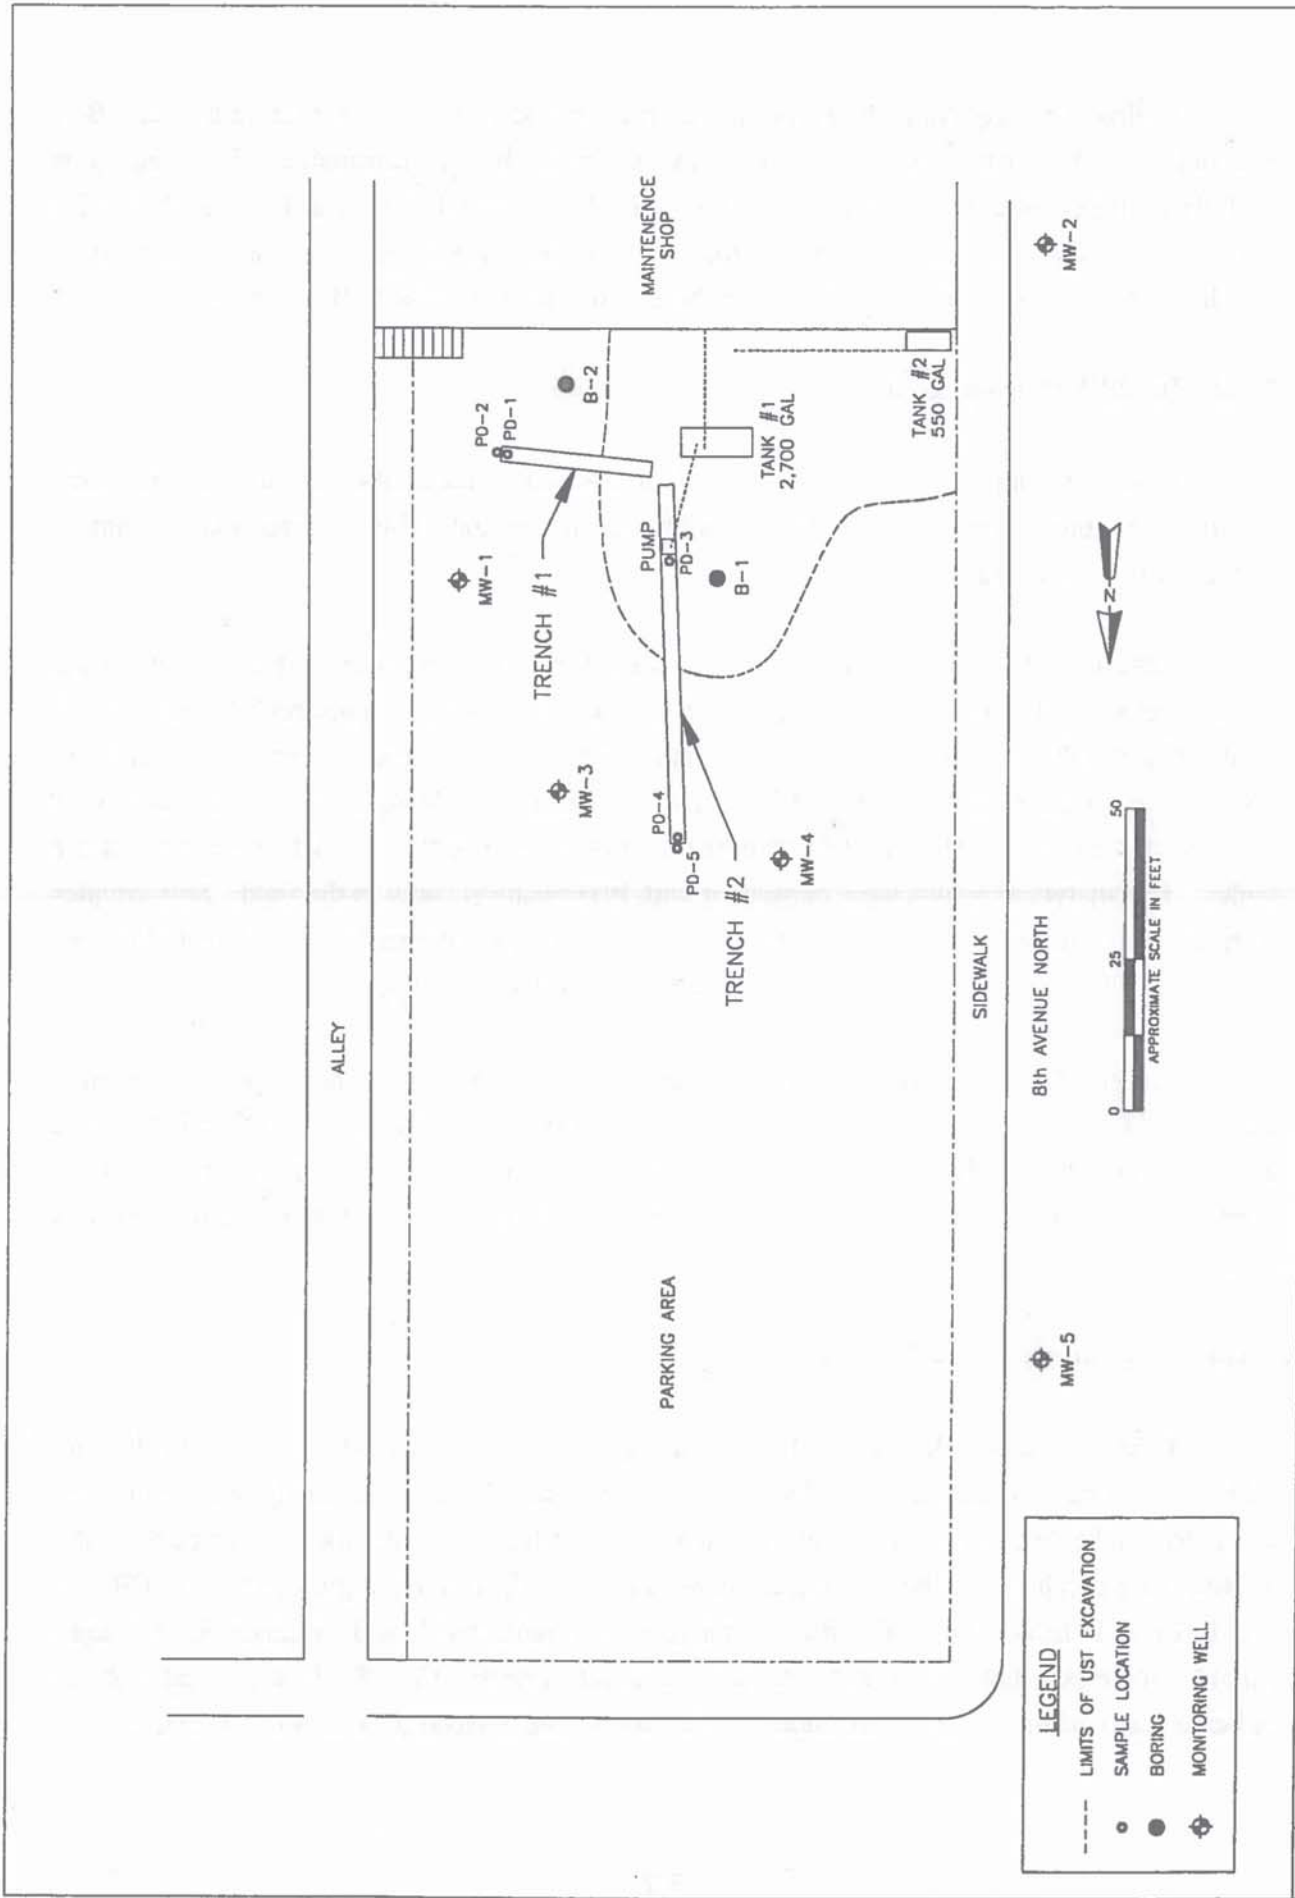 ALLEY
MAINTENENCE
SHOP
PD-2
PD-1
B-2
MW-1
TRENCH #1
PUMP
PD-3
B-1
TANK #1
2,700 GAL
TANK #2
550 GAL
MW-2
MW-3
PD-4
PD-5
MW-4
TRENCH #2
PARKING AREA
SIDEWALK
8th AVENUE NORTH
MW-5
N
0
25
50
APPROXIMATE SCALE IN FEET
LEGEND
LIMITS OF UST EXCAVATION
SAMPLE LOCATION
BORING
MONITORING WELL